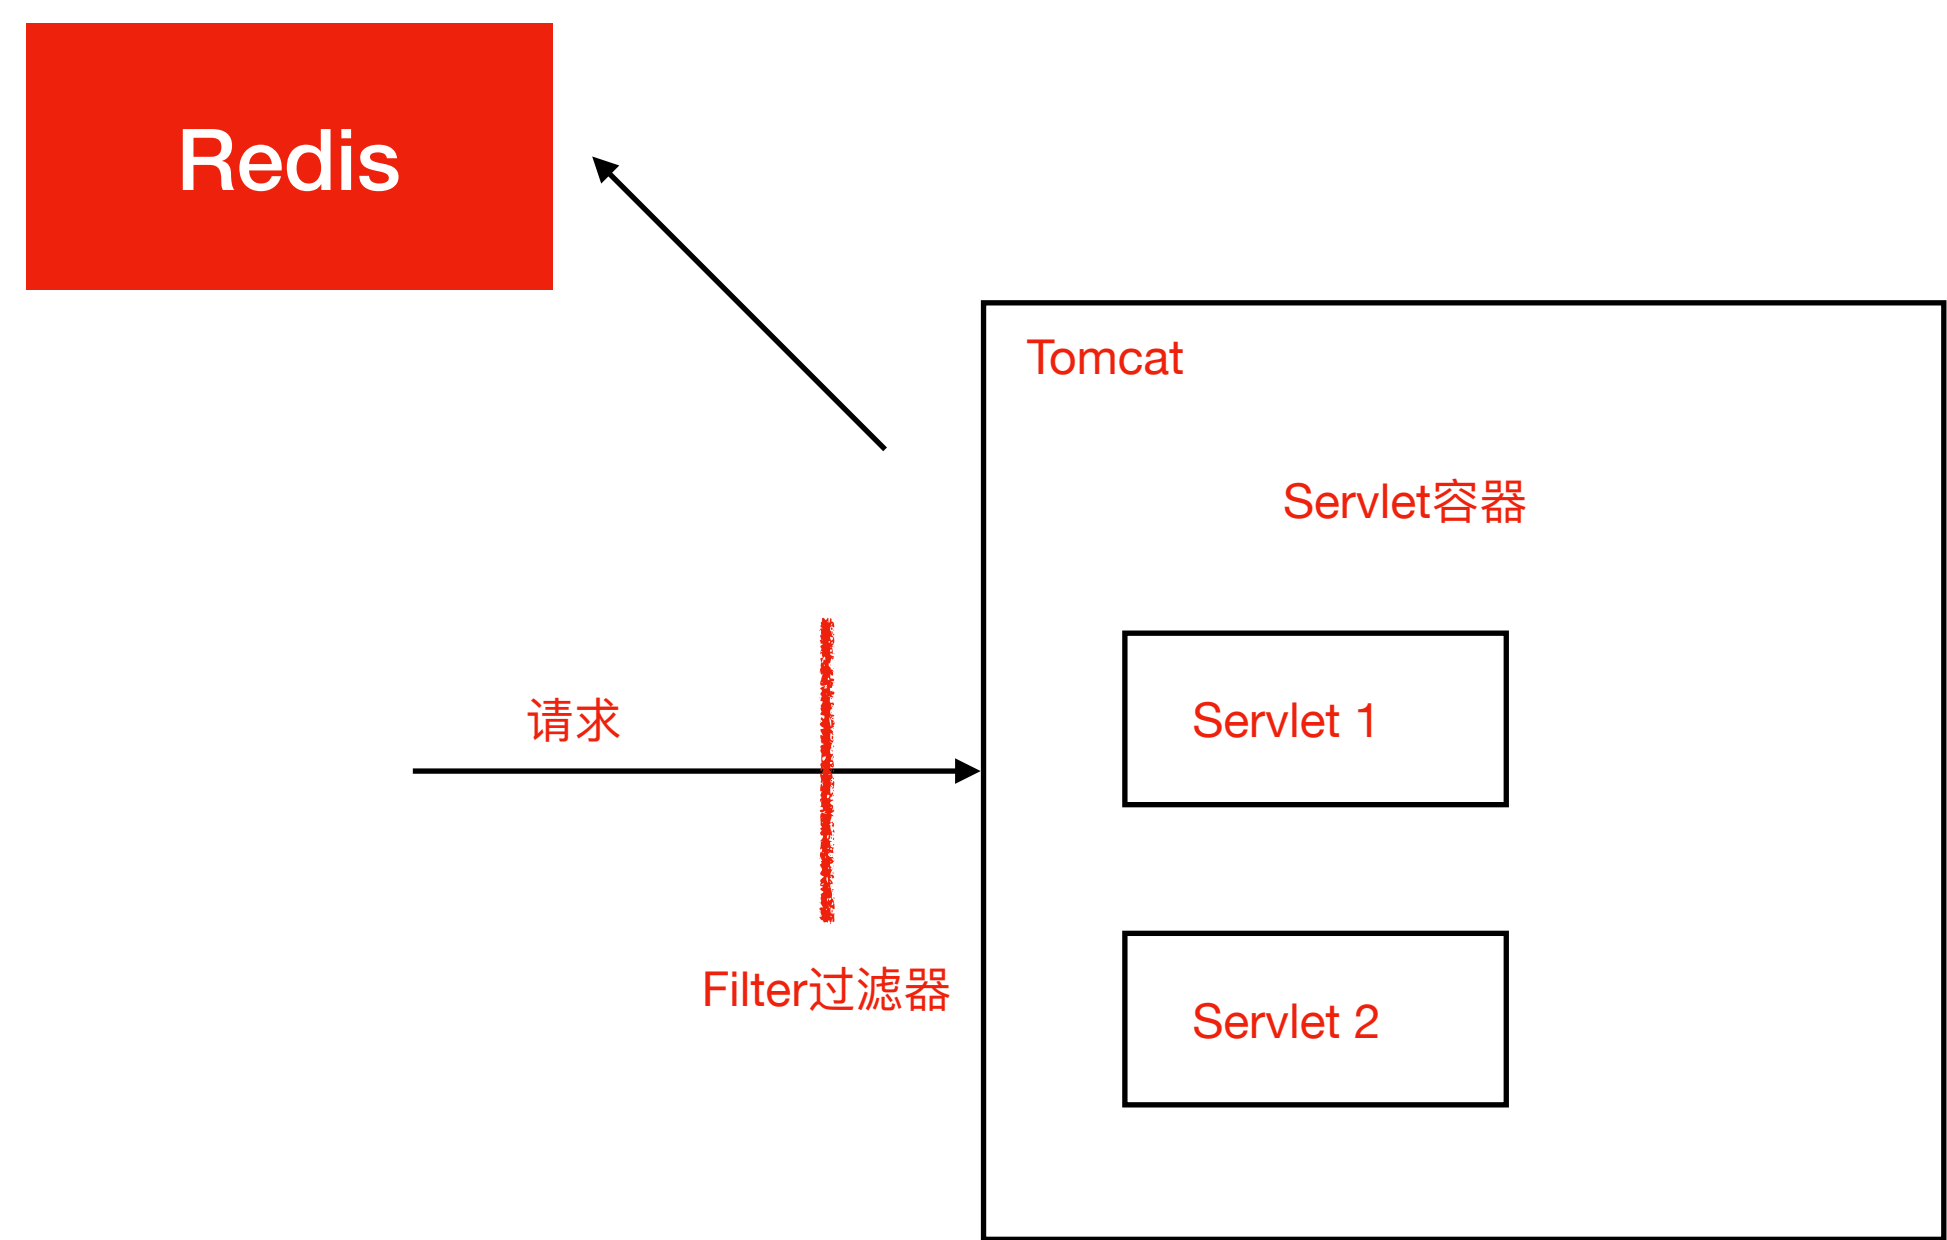 Redis
Tomcat
Servlet容器
请求
Servlet 1
Filter过滤器
Servlet 2